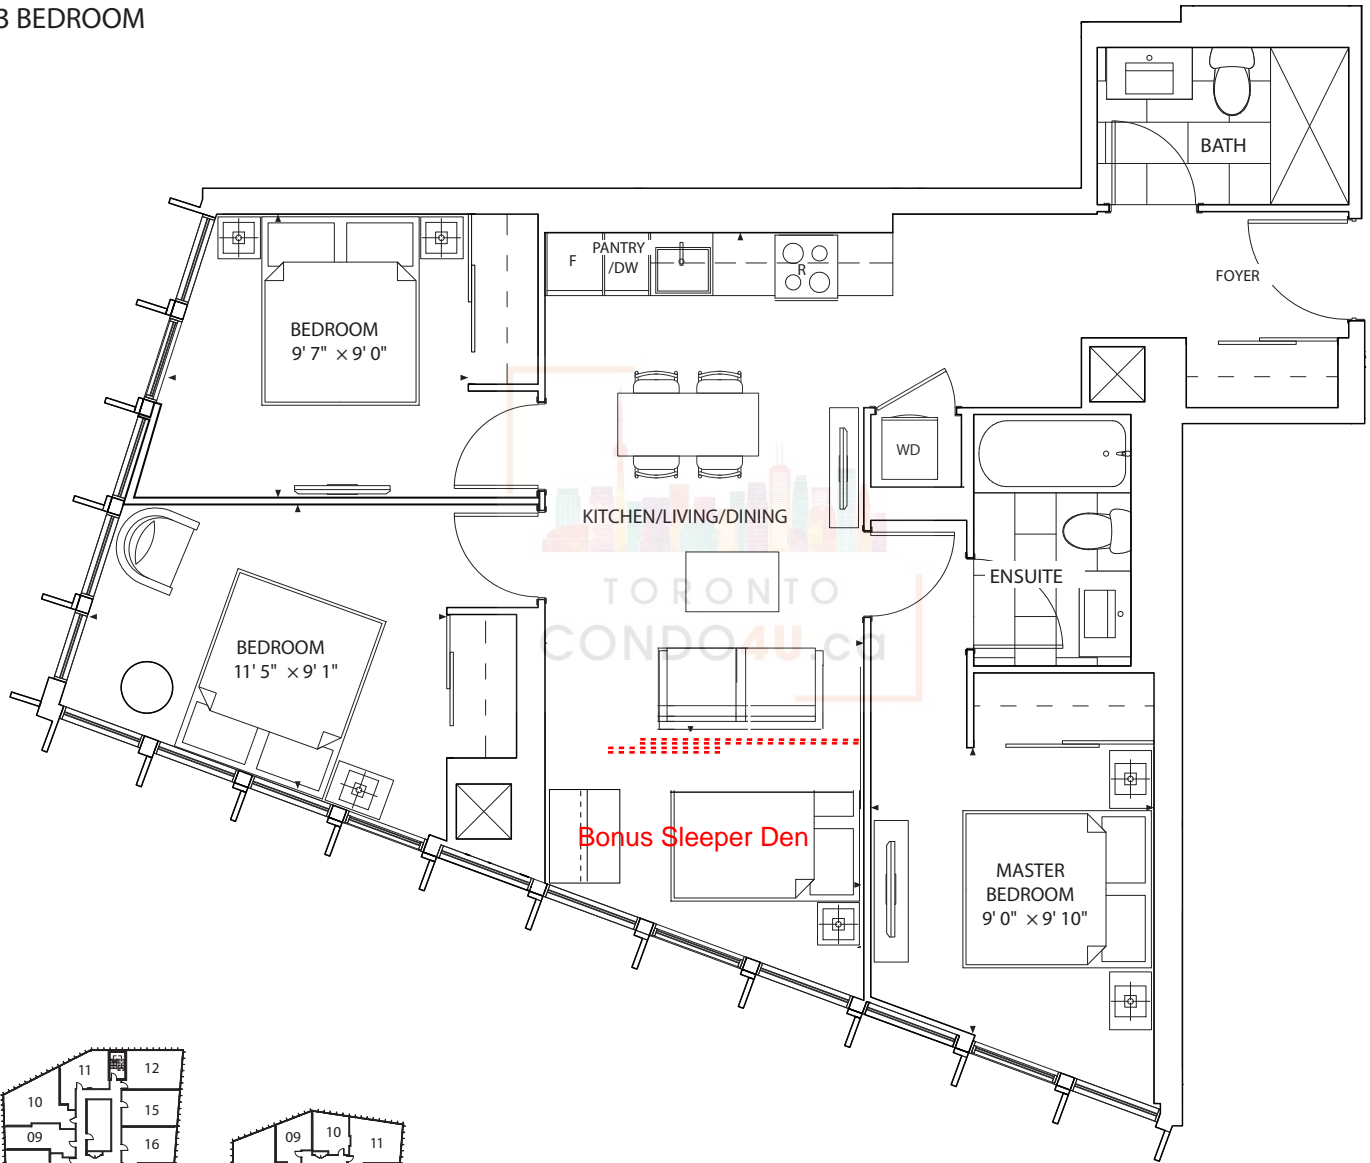 3 BEDROOM
BATH
FOYER
F
PANTRY
/DW
R
BEDROOM
9' 7" × 9' 0"
WD
KITCHEN/LIVING/DINING
ENSUITE
TORONTO
CONDO4U.ca
BEDROOM
11' 5" × 9' 1"
Bonus Sleeper Den
MASTER
BEDROOM
9' 0" × 9' 10"
11
12
10
15
09
16
09
10
11